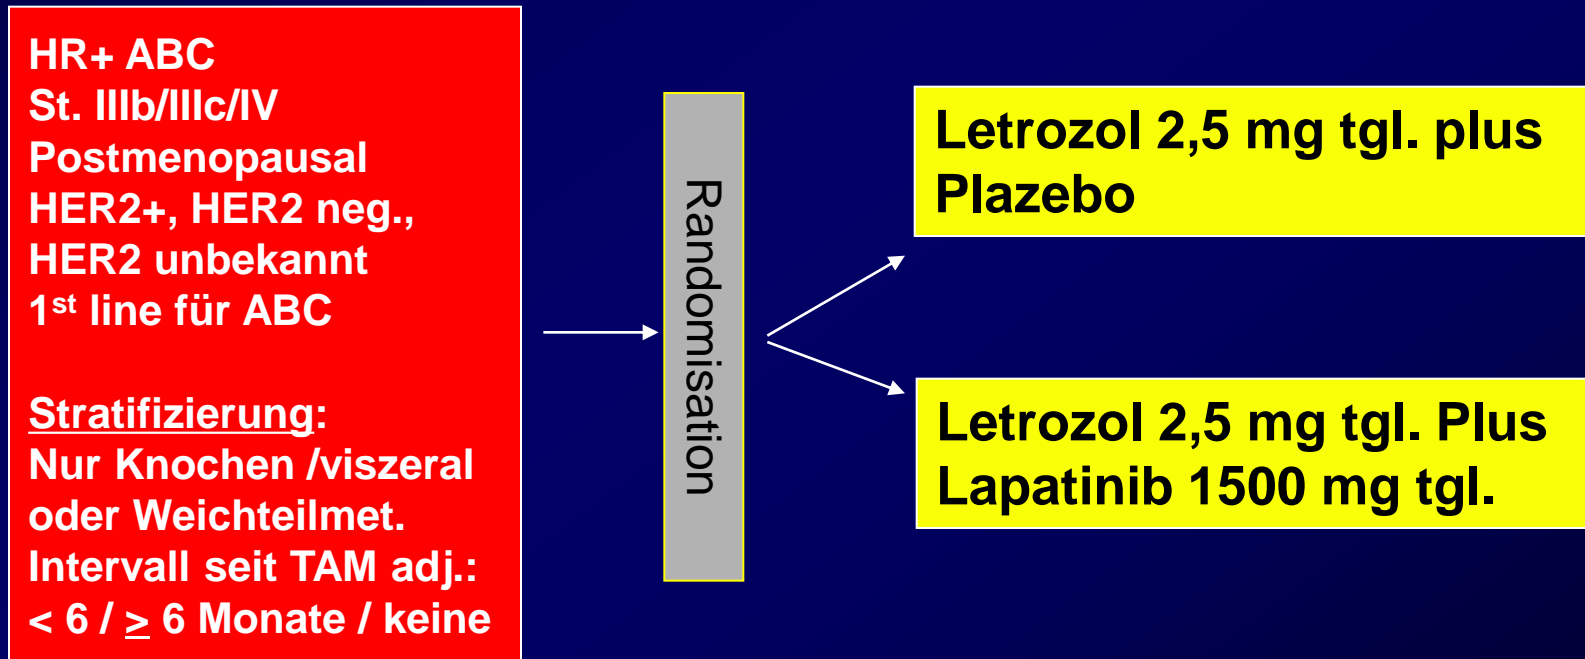 HR+ ABC
St. IIIb/IIIc/IV
Postmenopausal
HER2+, HER2 neg.,
HER2 unbekannt
1st line für ABC
Stratifizierung:
Nur Knochen /viszeral
oder Weichteilmet.
Intervall seit TAM adj.:
< 6 / ≥ 6 Monate / keine
Randomisation
Letrozol 2,5 mg tgl. plus
Plazebo
Letrozol 2,5 mg tgl. Plus
Lapatinib 1500 mg tgl.